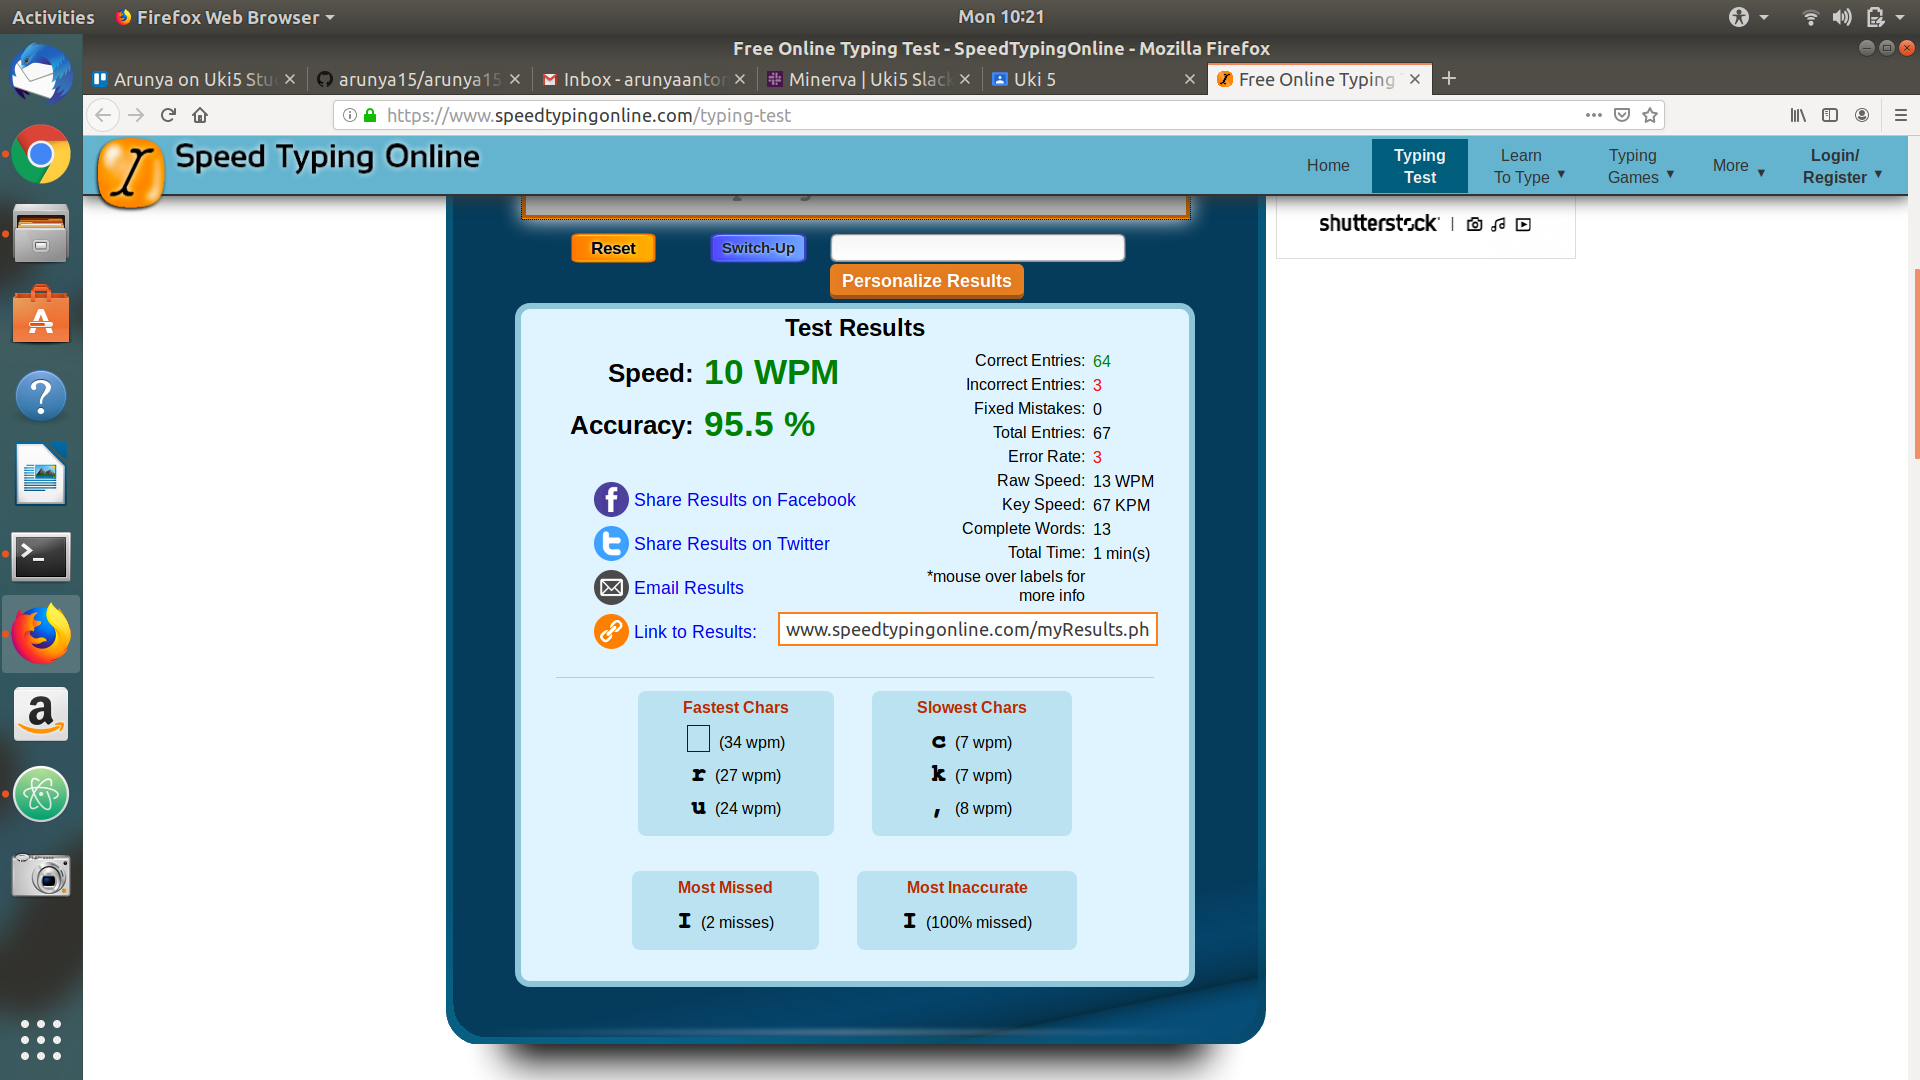 Activities
Firefox Web Browser
Mon 10:21
Free Online Typing Test - SpeedTypingOnline - Mozilla Firefox
Arunya on Uki5 Stu
arunya15/arunya15
Inbox - arunyaanton
Minerva | Uki5 Slack
Uki 5
Free Online Typing
https://www.speedtypingonline.com/typing-test
Speed Typing Online
Home
Typing Test
Learn To Type
Typing Games
More
Login/ Register
shutterstock
Reset
Switch-Up
Personalize Results
Test Results
Speed: 10 WPM
Accuracy: 95.5 %
Correct Entries: 64
Incorrect Entries: 3
Fixed Mistakes: 0
Total Entries: 67
Error Rate: 3
Raw Speed: 13 WPM
Key Speed: 67 KPM
Complete Words: 13
Total Time: 1 min(s)
*mouse over labels for
more info
Share Results on Facebook
Share Results on Twitter
Email Results
Link to Results: www.speedtypingonline.com/myResults.ph
Fastest Chars
(34 wpm)
r (27 wpm)
u (24 wpm)
Slowest Chars
c (7 wpm)
k (7 wpm)
, (8 wpm)
Most Missed
I (2 misses)
Most Inaccurate
I (100% missed)